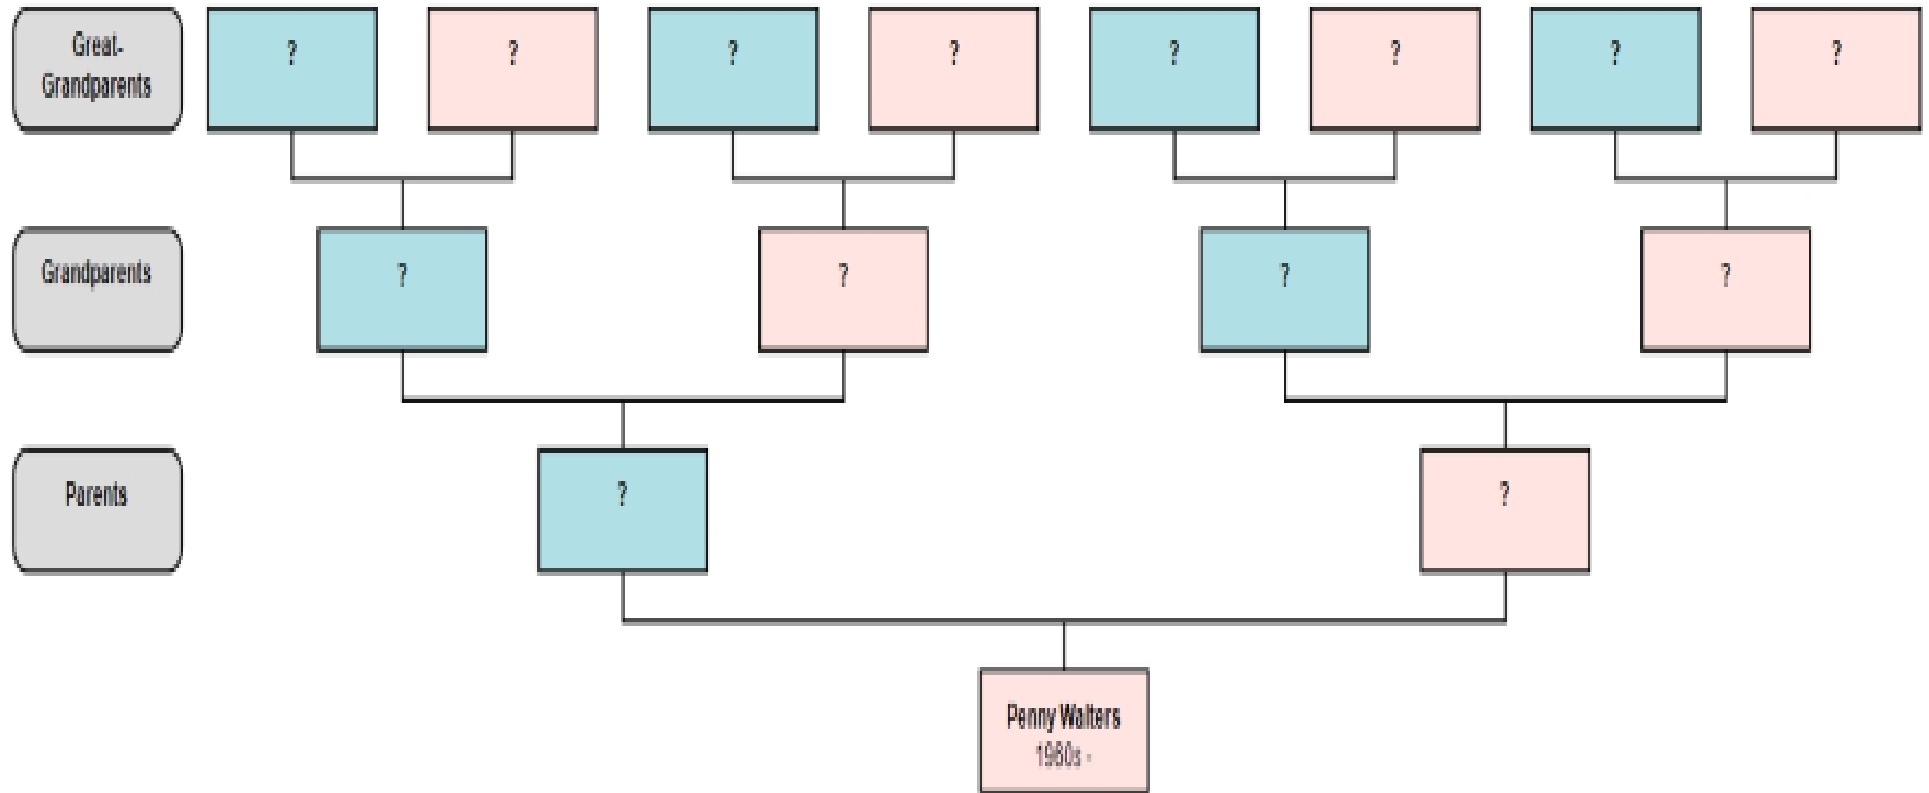 Great-
Grandparents
? ? ? ? ? ? ? ?
Grandparents
? ? ? ?
Parents
? ?
Penny Walters
1960s -